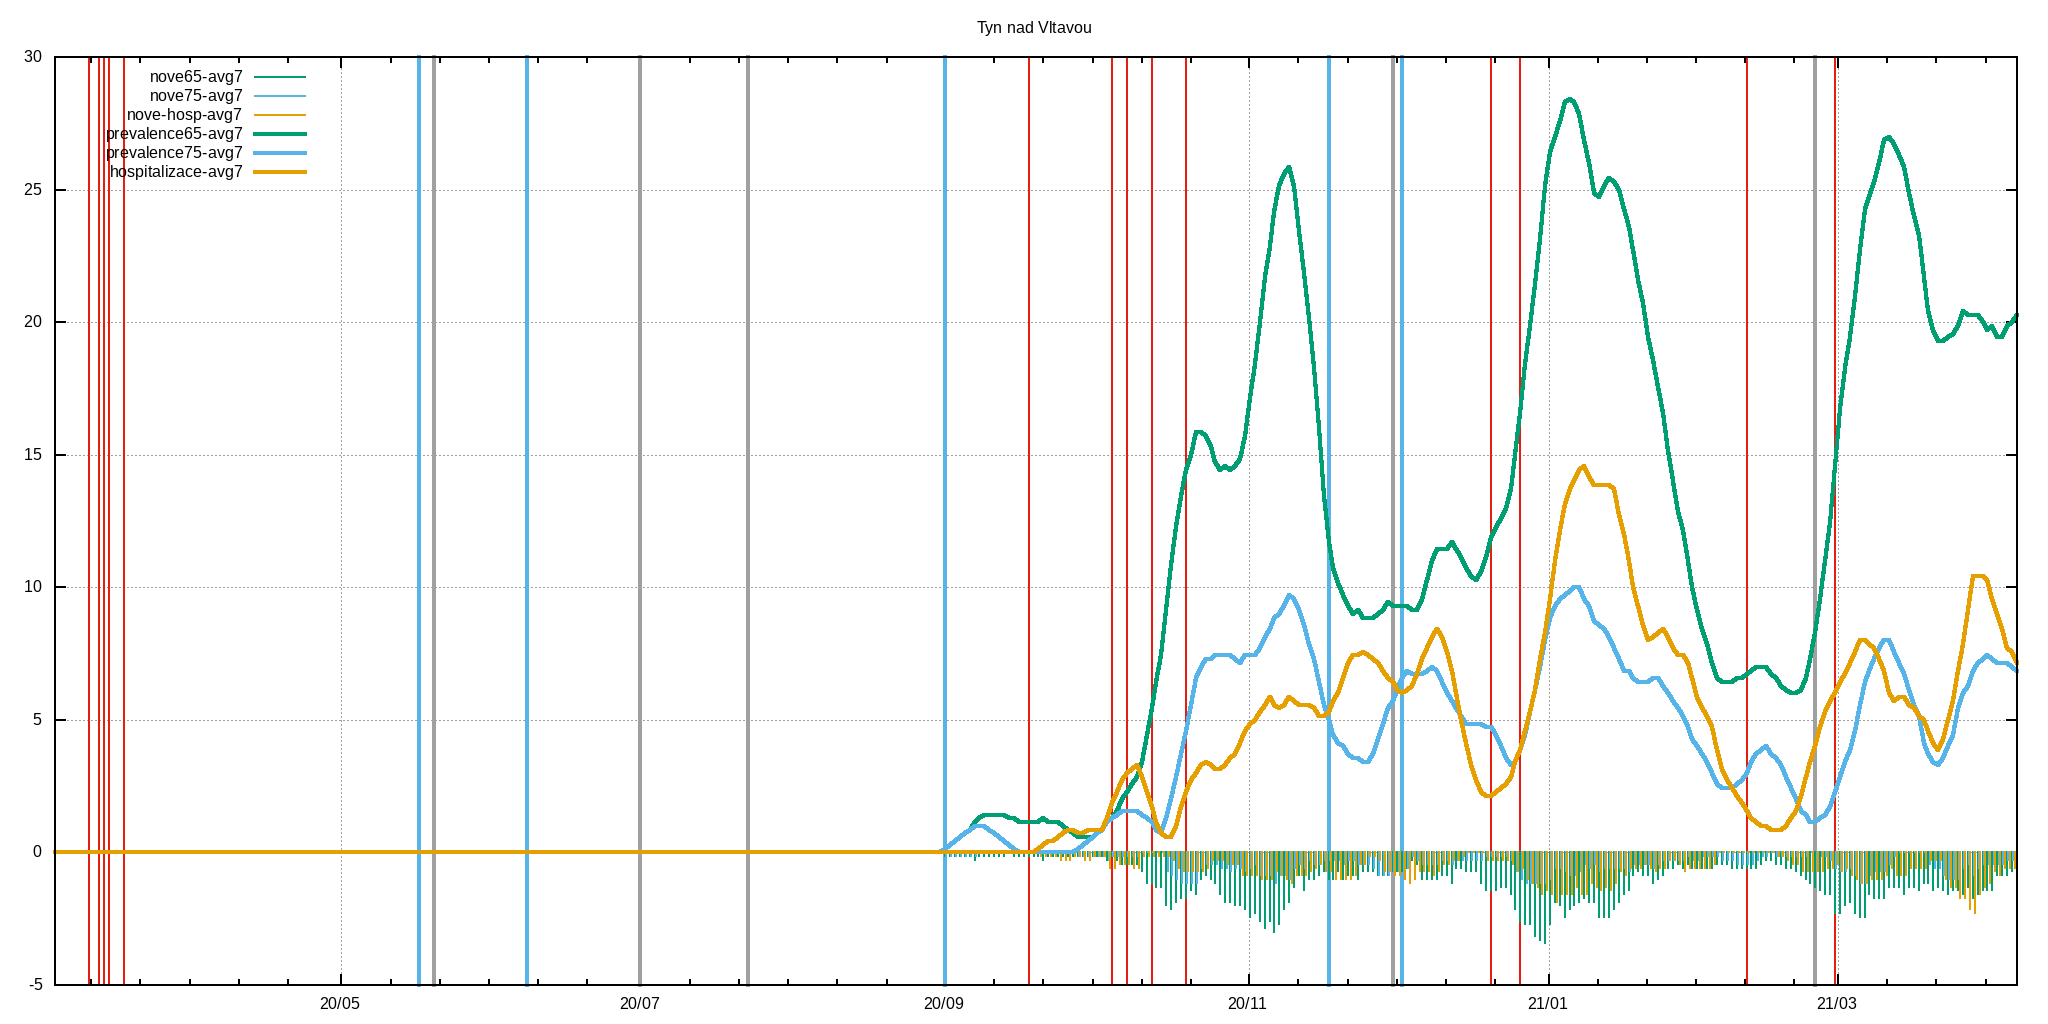 Tyn nad Vltavou
30
25
20
15
10
5
0
-5
nove65-avg7
nove75-avg7
nove-hosp-avg7
prevalence65-avg7
prevalence75-avg7
hospitalizace-avg7
20/05 20/07 20/09 20/11 21/01 21/03